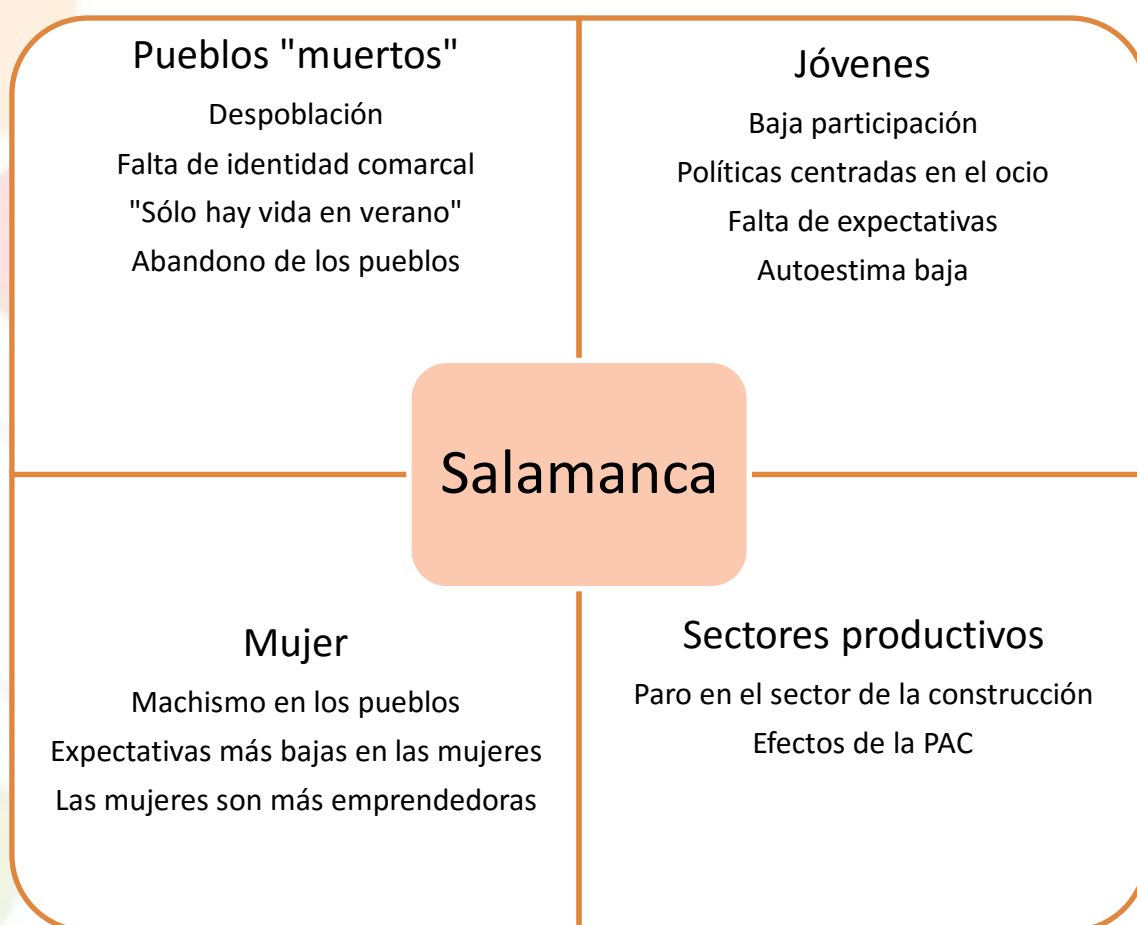 Pueblos "muertos"
Despoblación
Falta de identidad comarcal
"Sólo hay vida en verano"
Abandono de los pueblos
Jóvenes
Baja participación
Políticas centradas en el ocio
Falta de expectativas
Autoestima baja
Salamanca
Mujer
Machismo en los pueblos
Expectativas más bajas en las mujeres
Las mujeres son más emprendedoras
Sectores productivos
Paro en el sector de la construcción
Efectos de la PAC